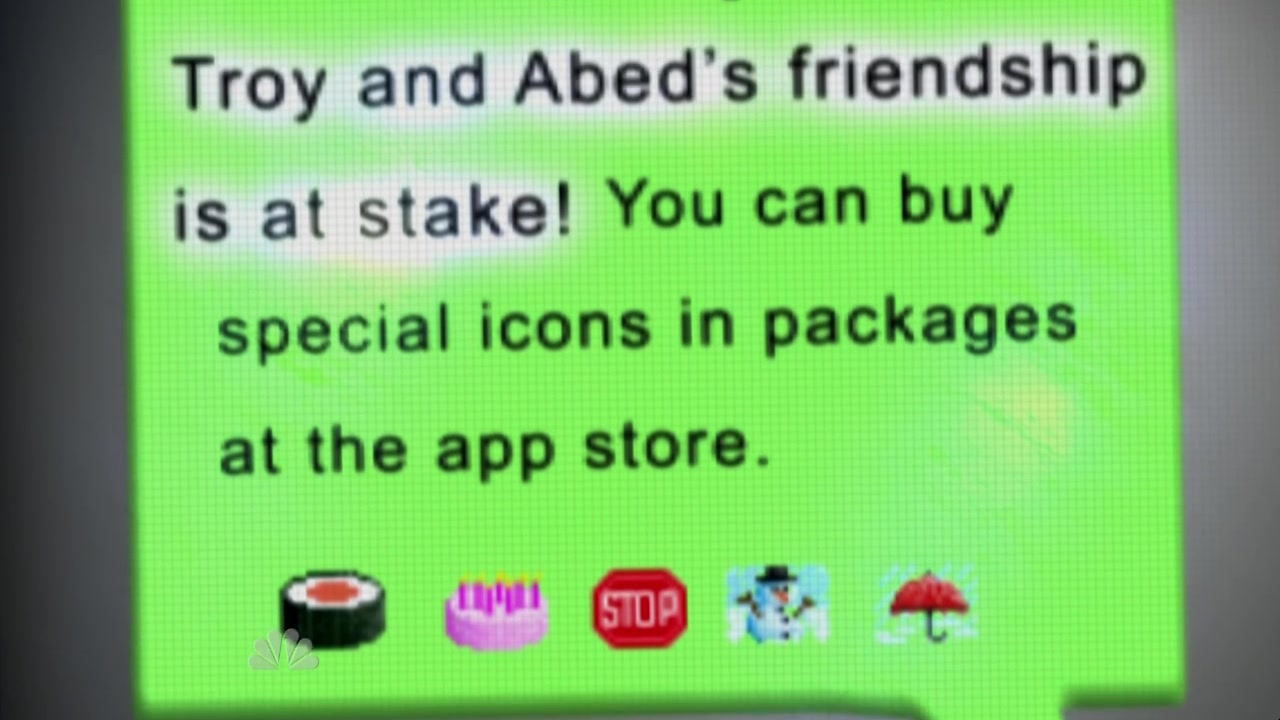 Troy and Abed's friendship
is at stake! You can buy
special icons in packages
at the app store.
STOP